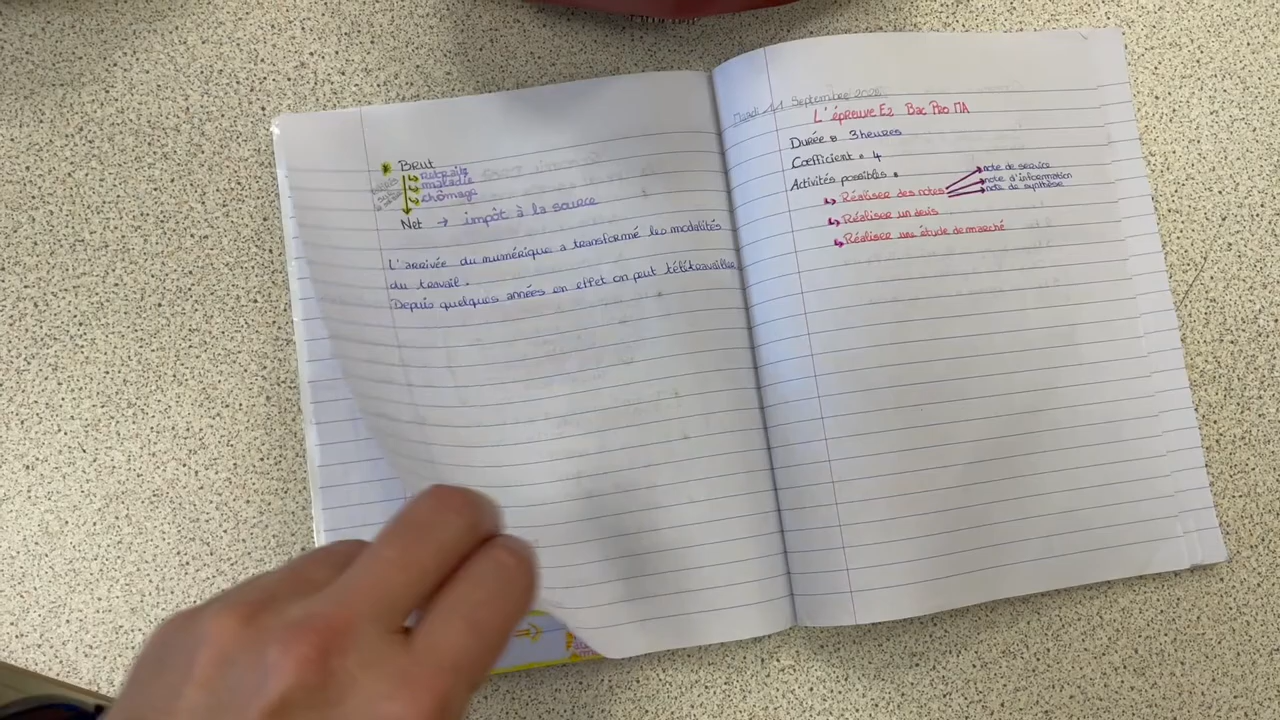 Brut
Retraite
maladie
chômage
Net → impôt à la source
L'arrivée du numérique a transformé les modalités
du travail.
Depuis quelques années en effet on peut télétravailler
Mardi 11 Septembre
L'épreuve E2 Bac Pro MA
Durée : 3 heures
Coefficient : 4
Activités possibles :
Réaliser des notes
note de service
note d'information
note de synthèse
Réaliser un devis
Réaliser une étude de marché